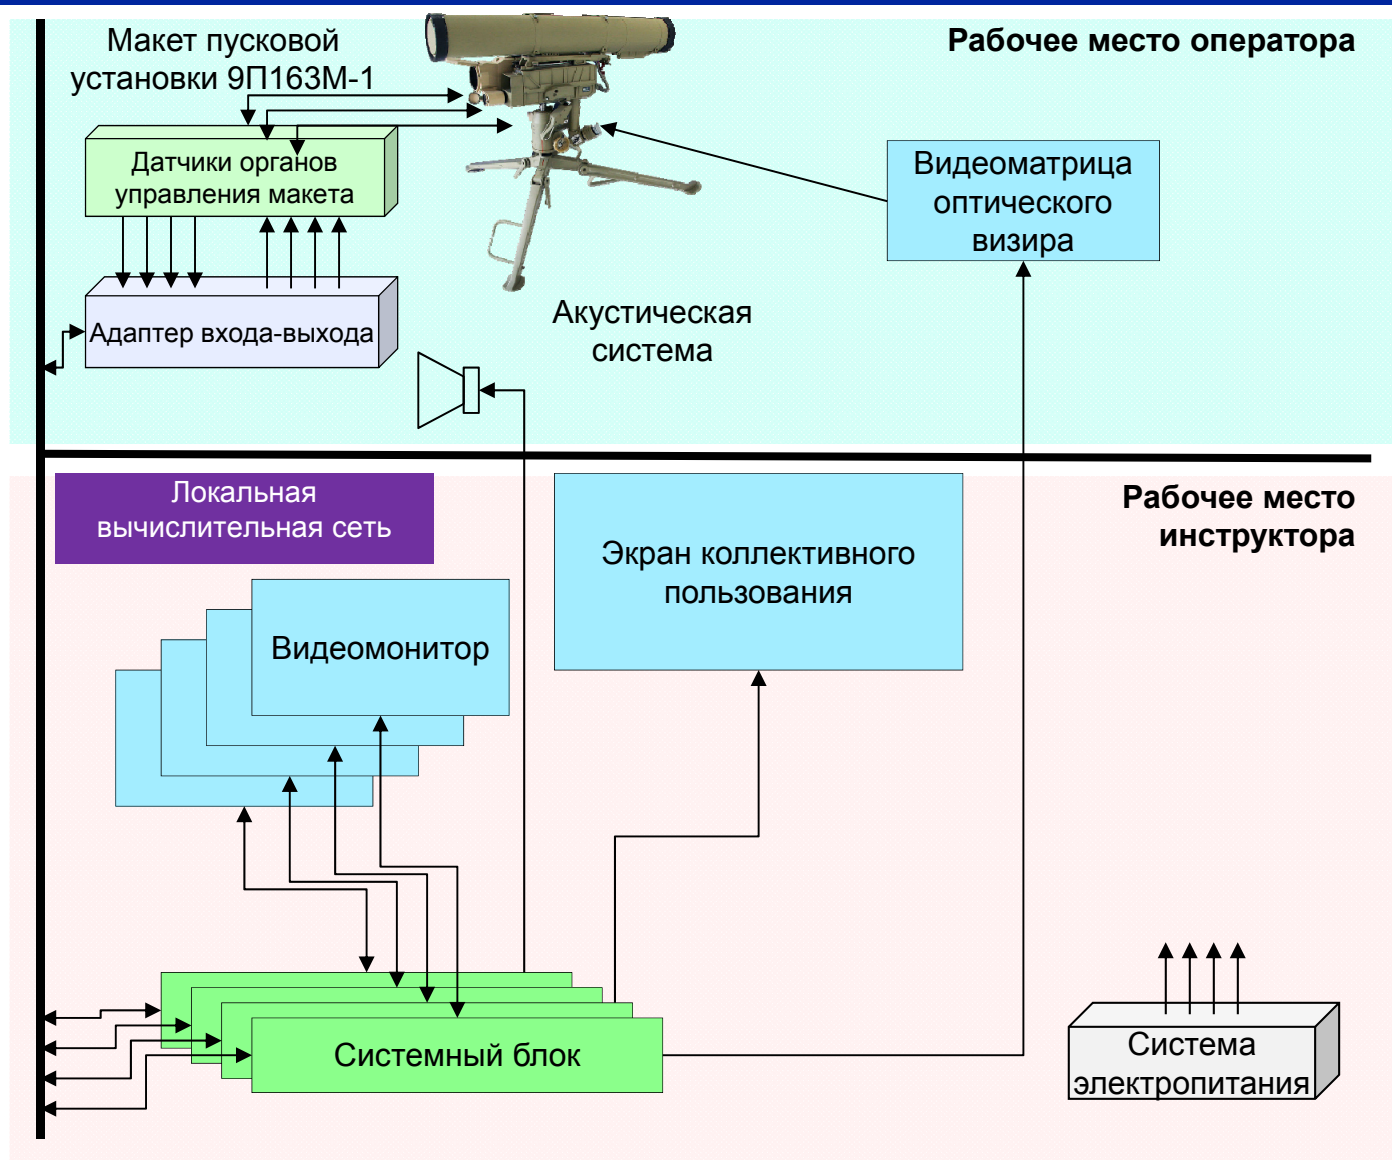 Макет пусковой
установки 9П163М-1
Рабочее место оператора
Датчики органов
управления макета
Видеоматрица
оптического
визира
Адаптер входа-выхода
Акустическая
система
Локальная
вычислительная сеть
Рабочее место
инструктора
Экран коллективного
пользования
Видеомонитор
Системный блок
Система
электропитания